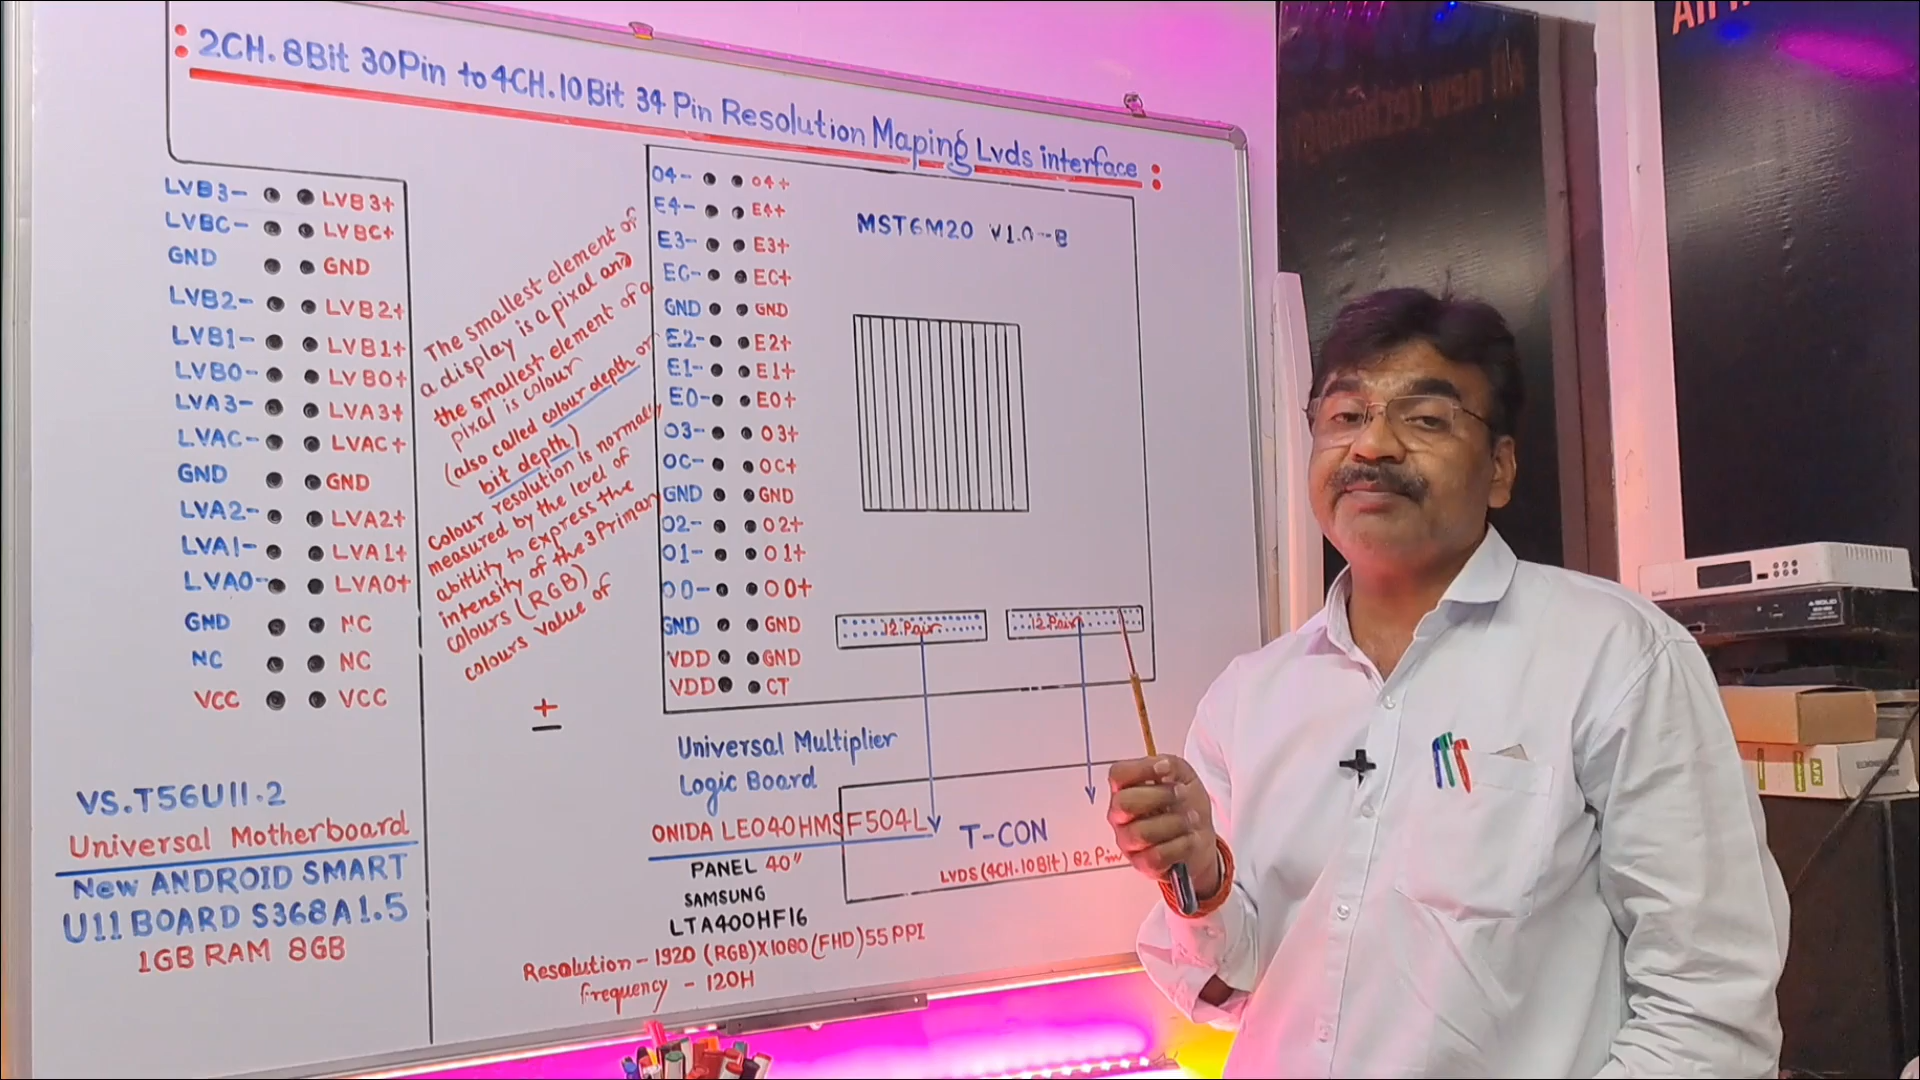 : 2CH. 8Bit 30Pin to 4CH. 10Bit 34 Pin Resolution Maping Lvds interface :
LVB3- LVB3+
LVBC- LVBC+
GND GND
LVB2- LVB2+
LVB1- LVB1+
LVB0- LVB0+
LVA3- LVA3+
LVAC- LVAC+
GND GND
LVA2- LVA2+
LVA1- LVA1+
LVA0- LVA0+
GND NC
NC NC
VCC VCC
VS.T56U11.2
Universal Motherboard
New ANDROID SMART
U11 BOARD S368A1.5
1GB RAM 8GB
The smallest element of
a display is a pixal and
the smallest element of a
pixal is colour
(also called colour depth or
bit depth)
Colour resolution is normally
measured by the level of
abitlity to express the
intensity of the 3 Primary
colours (RGB)
colours value of
+
-
04- 04+
E4- E4+
E3- E3+
EC- EC+
GND GND
E2- E2+
E1- E1+
E0- E0+
03- 03+
OC- OC+
GND GND
02- 02+
01- 01+
00- 00+
GND GND
VDD GND
VDD CT
MST6M20 V1.0--B
12 Pair
12 Pair
Universal Multiplier
Logic Board
ONIDA LEO40HMSF504L
PANEL 40"
SAMSUNG
LTA400HF16
Resolution - 1920 (RGB)X1080 (FHD) 55 PPI
frequency - 120H
T-CON
LVDS (4CH.10Bit) 82 Pin
All new technology